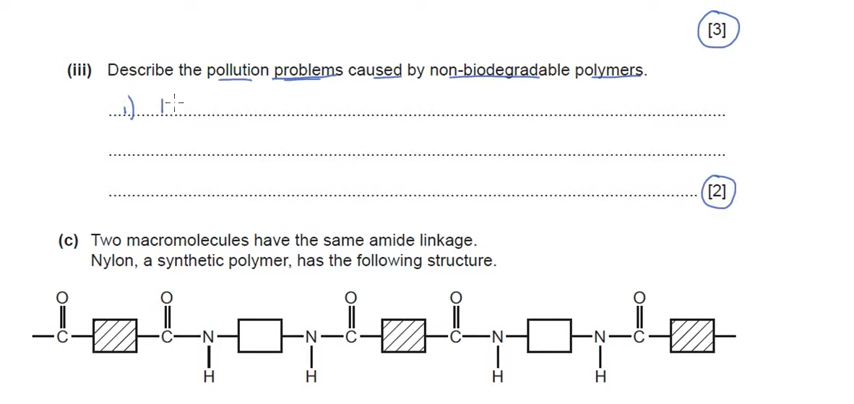 [3]
(iii) Describe the pollution problems caused by non-biodegradable polymers.
1)
[2]
(c) Two macromolecules have the same amide linkage.
Nylon, a synthetic polymer, has the following structure.
O O O O O
C C N N C C N N C
H H H H